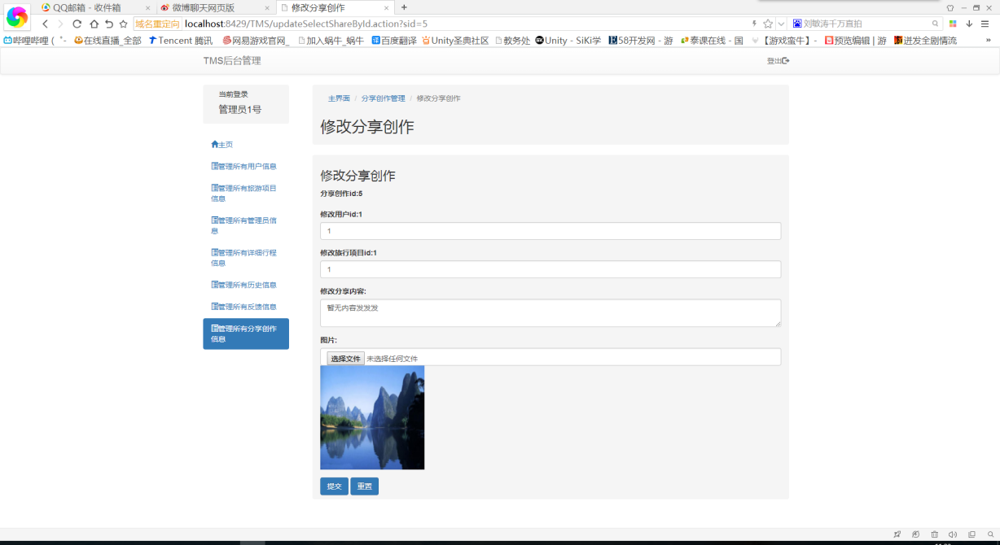 QQ邮箱 - 收件箱
微博聊天网页版
修改分享创作
域名重定向 localhost:8429/TMS/updateSelectShareById.action?sid=5
刘敏涛千万直拍
哔哩哔哩 ( ゜-
在线直播_全部
Tencent 腾讯
网易游戏官网_
加入蜗牛_蜗牛
百度翻译
Unity圣典社区
教务处
Unity - SiKi学
58开发网 - 游
泰课在线 - 国
【游戏蛮牛】-
预览编辑 | 游
迸发全剧情流
»
TMS后台管理
登出
当前登录
管理员1号
主页
管理所有用户信息
管理所有旅游项目
信息
管理所有管理员信
息
管理所有详细行程
信息
管理所有历史信息
管理所有反馈信息
管理所有分享创作
信息
主界面 / 分享创作管理 / 修改分享创作
修改分享创作
修改分享创作
分享创作id:5
修改用户id:1
1
修改旅行项目id:1
1
修改分享内容:
暂无内容发发发
图片:
选择文件 未选择任何文件
提交 重置